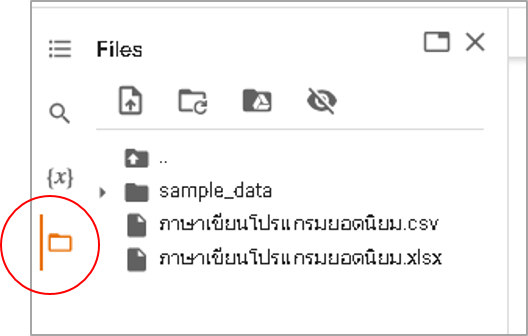 Files
{x}
..
sample_data
ภาษาเขียนโปรแกรมยอดนิยม.csv
ภาษาเขียนโปรแกรมยอดนิยม.xlsx